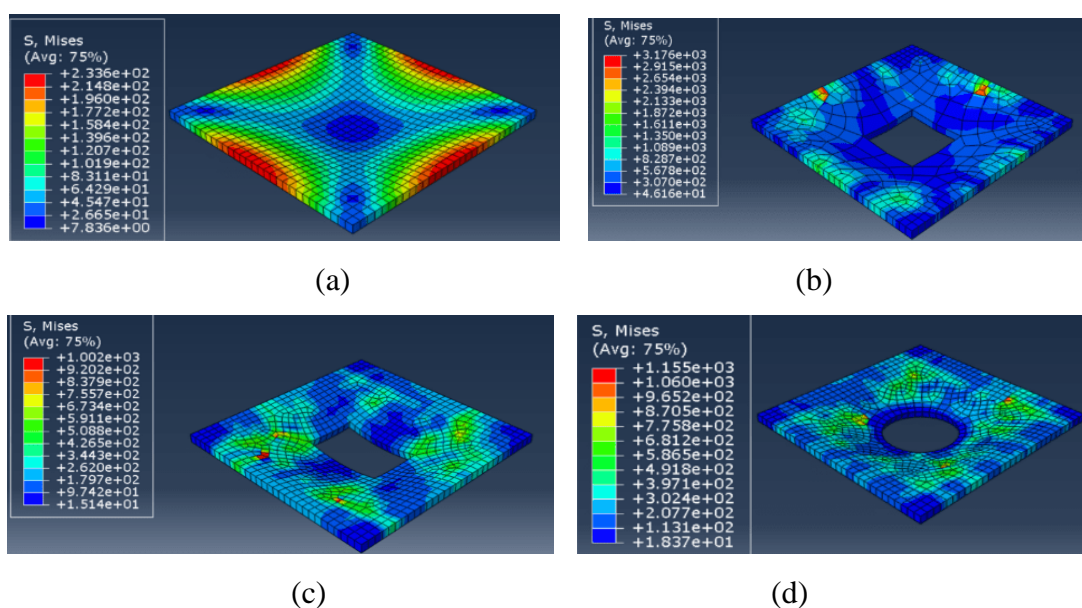 S, Mises
(Avg: 75%)
+2.336e+02
+2.148e+02
+1.960e+02
+1.772e+02
+1.584e+02
+1.396e+02
+1.207e+02
+1.019e+02
+8.311e+01
+6.429e+01
+4.547e+01
+2.665e+01
+7.836e+00
(a)
S, Mises
(Avg: 75%)
+3.176e+03
+2.915e+03
+2.654e+03
+2.394e+03
+2.133e+03
+1.872e+03
+1.611e+03
+1.350e+03
+1.089e+03
+8.287e+02
+5.678e+02
+3.070e+02
+4.616e+01
(b)
S, Mises
(Avg: 75%)
+1.002e+03
+9.202e+02
+8.379e+02
+7.557e+02
+6.734e+02
+5.911e+02
+5.088e+02
+4.265e+02
+3.443e+02
+2.620e+02
+1.797e+02
+9.742e+01
+1.514e+01
(c)
S, Mises
(Avg: 75%)
+1.155e+03
+1.060e+03
+9.652e+02
+8.705e+02
+7.758e+02
+6.812e+02
+5.865e+02
+4.918e+02
+3.971e+02
+3.024e+02
+2.077e+02
+1.131e+02
+1.837e+01
(d)